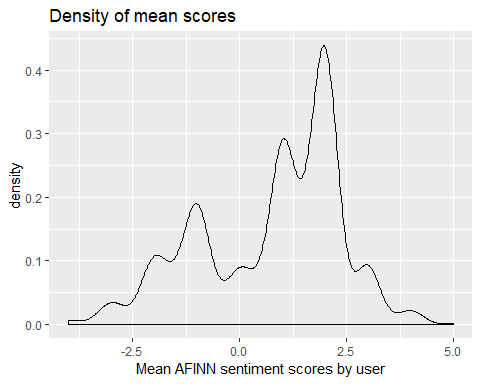 Density of mean scores
density
0.4
0.3
0.2
0.1
0.0
-2.5 0.0 2.5 5.0
Mean AFINN sentiment scores by user